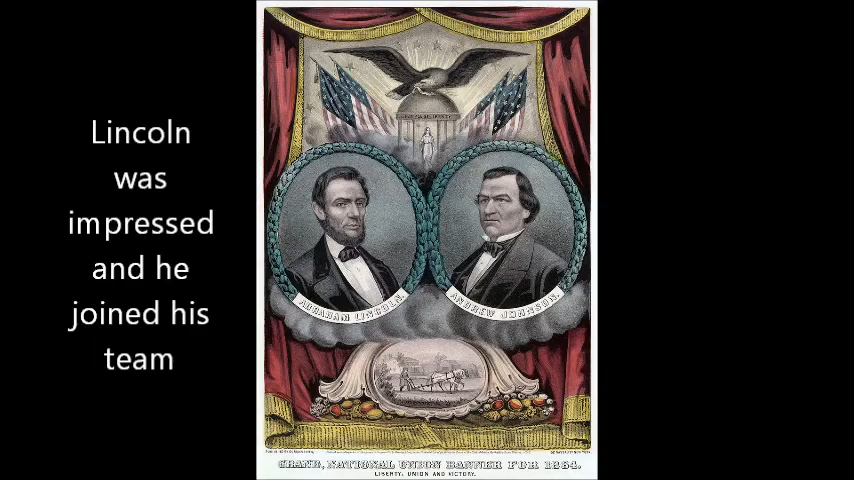 Lincoln
was
impressed
and he
joined his
team
ABRAHAM LINCOLN.
ANDREW JOHNSON.
GRAND, NATIONAL UNION BANNER FOR 1864.
LIBERTY, UNION AND VICTORY.